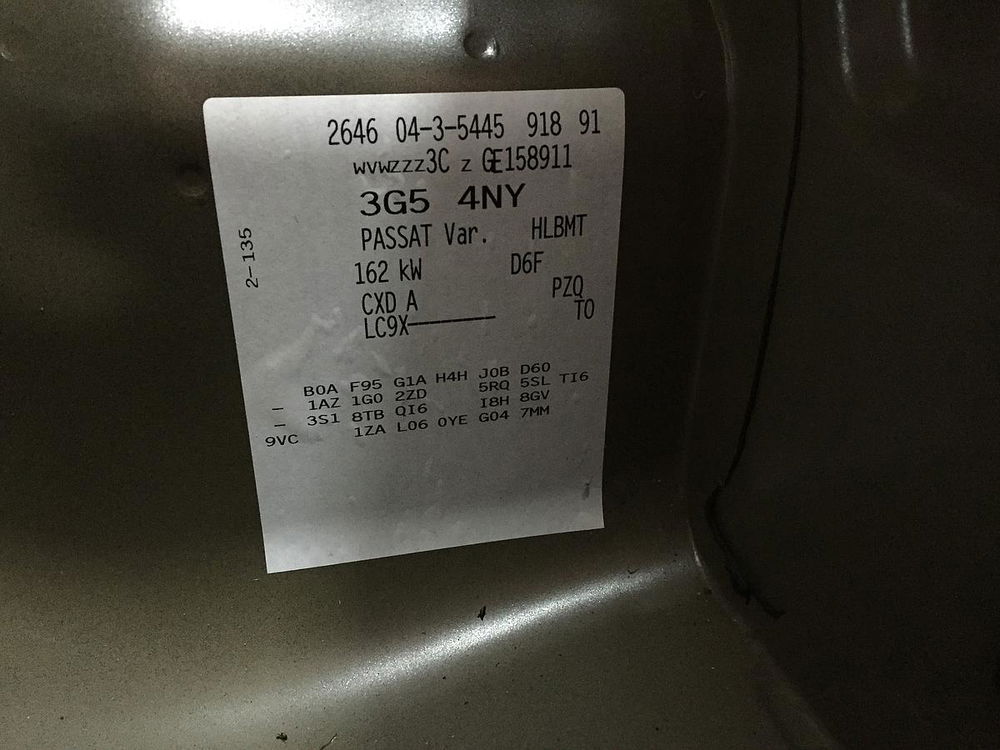 2646 04-3-5445 918 91
WVWZZZ3C Z GE158911
3G5 4NY
PASSAT Var. HLBMT
162 kW D6F
CXD A PZQ
LC9X TO
2-135
B0A F95 G1A H4H J0B D60
– 1AZ 1G0 2ZD 5RQ 5SL TI6
– 3S1 8TB QI6 I8H 8GV
9VC 1ZA L06 0YE G04 7MM